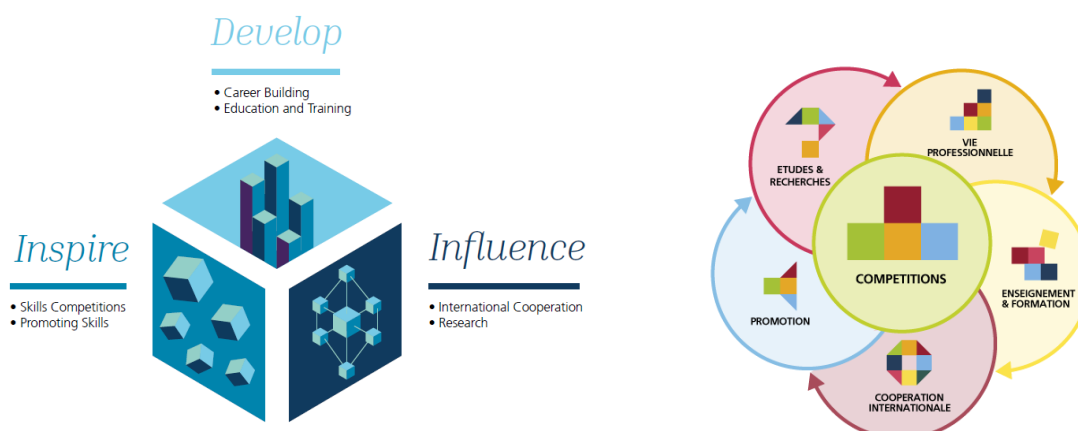 Develop
• Career Building
• Education and Training
Inspire
• Skills Competitions
• Promoting Skills
Influence
• International Cooperation
• Research
ETUDES &
RECHERCHES
VIE
PROFESSIONNELLE
COMPETITIONS
ENSEIGNEMENT
& FORMATION
PROMOTION
COOPERATION
INTERNATIONALE